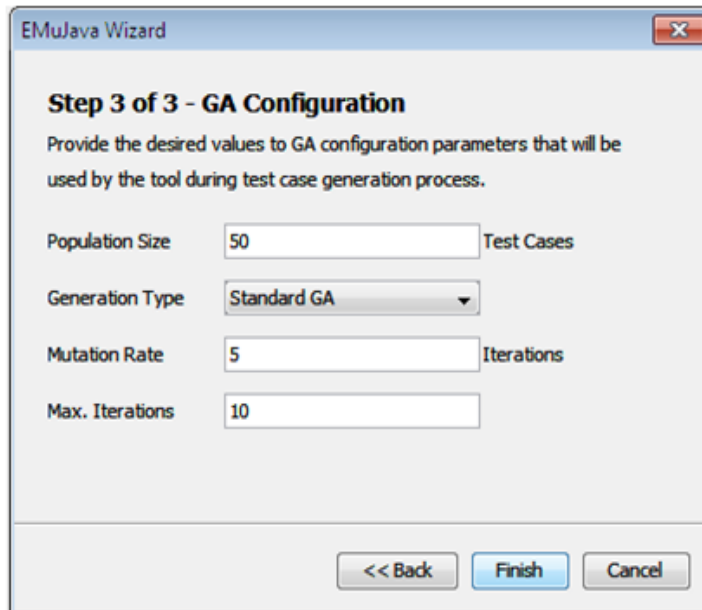 EMuJava Wizard
Step 3 of 3 - GA Configuration
Provide the desired values to GA configuration parameters that will be
used by the tool during test case generation process.
Population Size 50 Test Cases
Generation Type Standard GA
Mutation Rate 5 Iterations
Max. Iterations 10
<< Back Finish Cancel